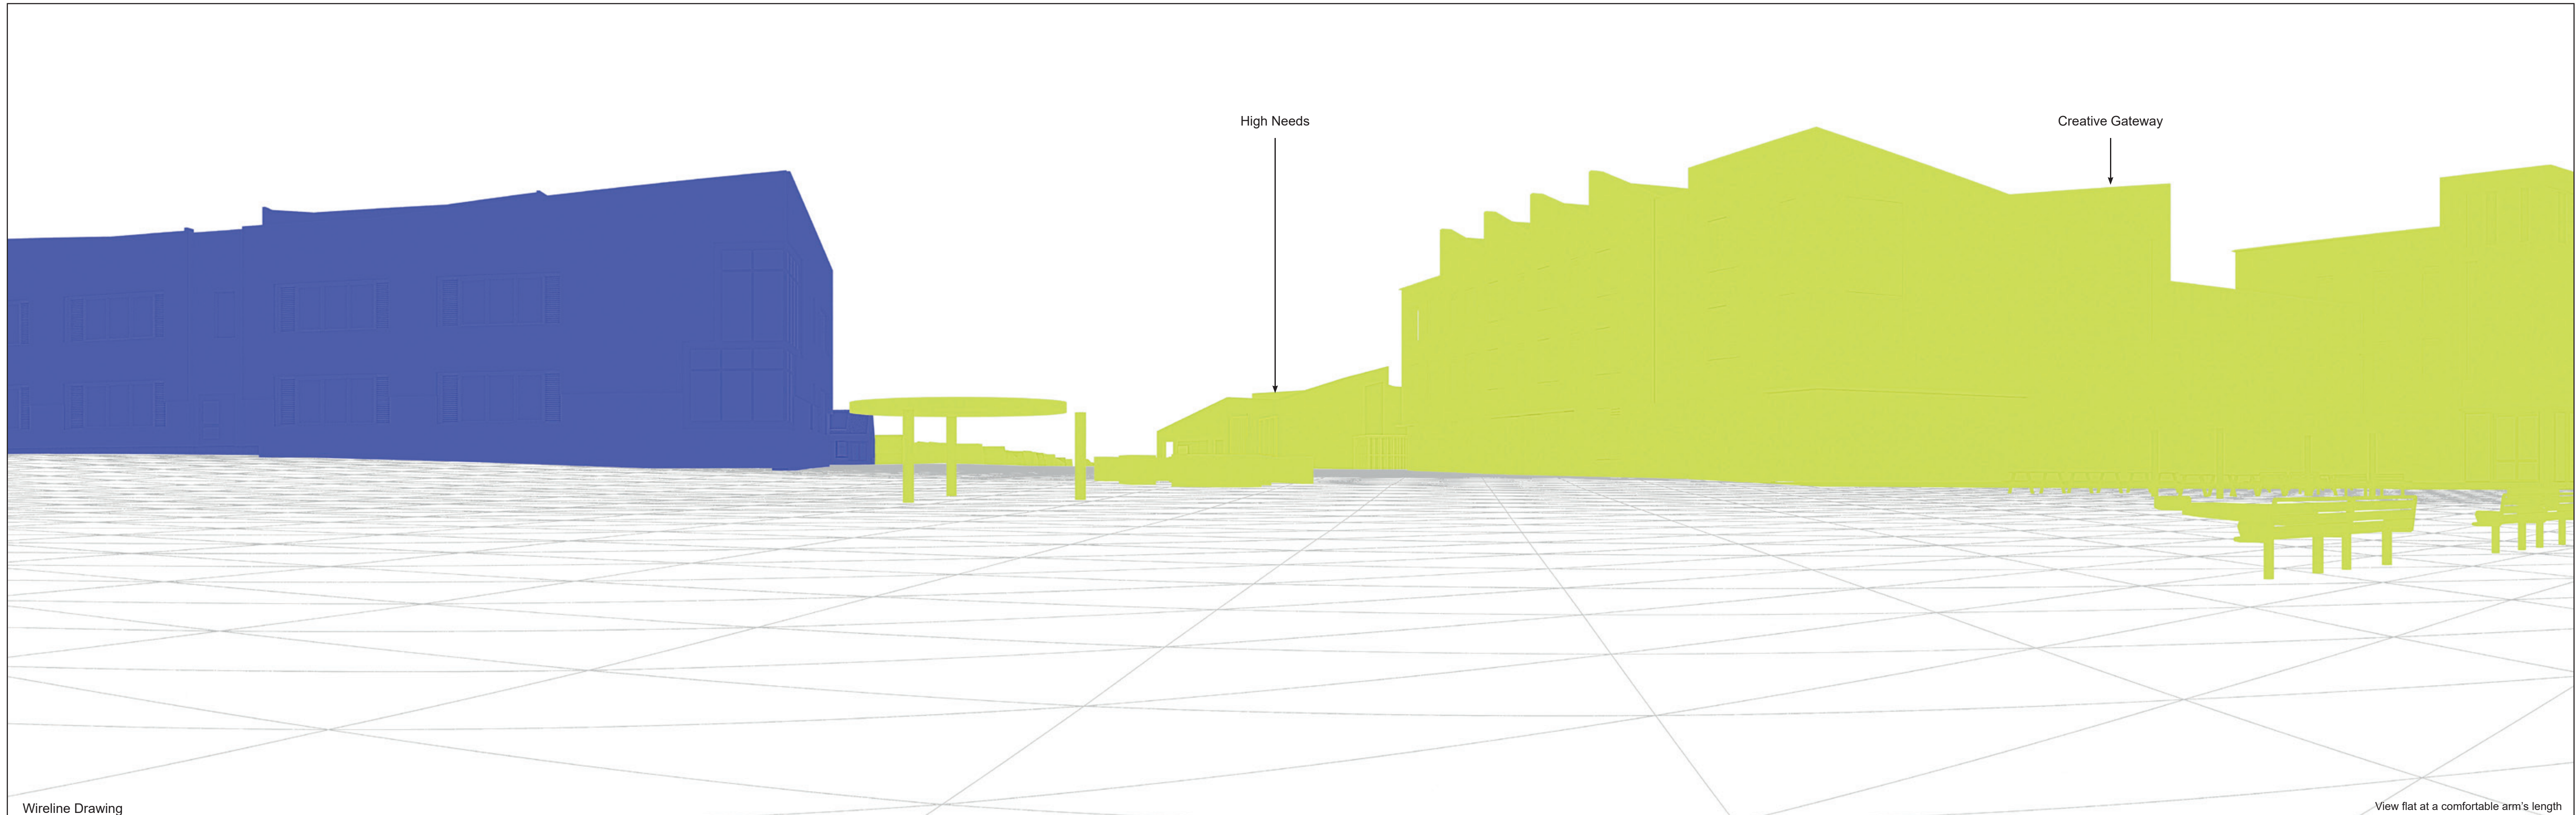 High Needs
Creative Gateway
Wireline Drawing
View flat at a comfortable arm's length